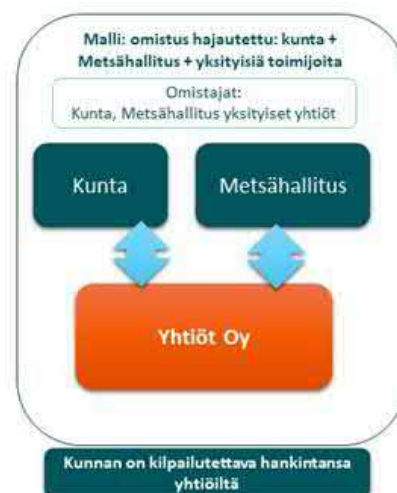 Malli: omistus hajautettu: kunta +
Metsähallitus + yksityisiä toimijoita
Omistajat:
Kunta, Metsähallitus yksityiset yhtiöt
Kunta
Metsähallitus
Yhtiöt Oy
Kunnan on kilpailutettava hankintansa
yhtiöiltä